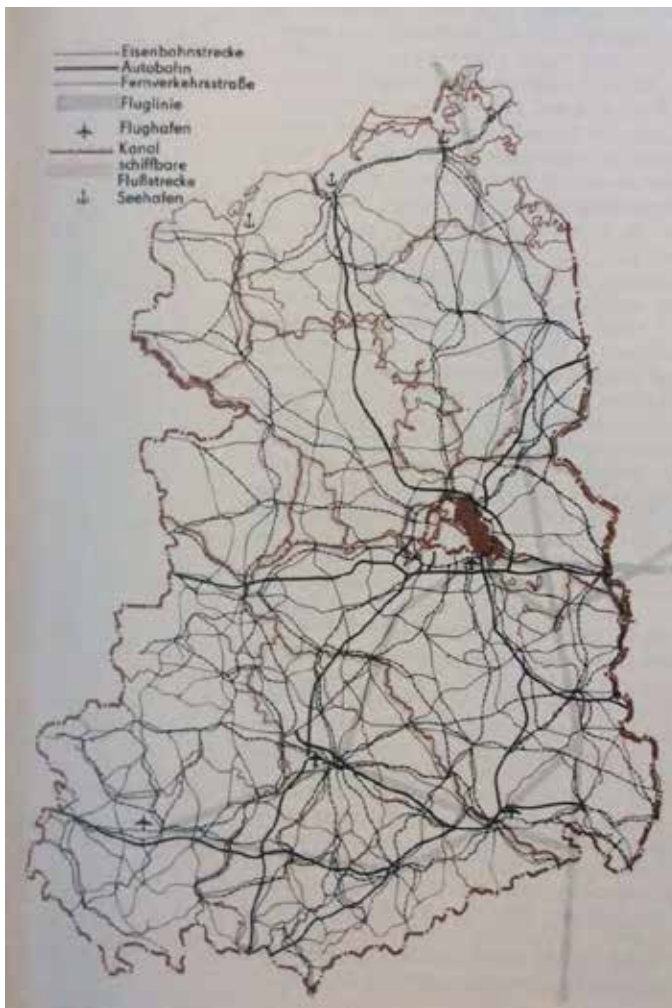 Eisenbahnstrecke
Autobahn
Fernverkehrsstraße
Fluglinie
Flughafen
Kanal
schiffbare
Flußstrecke
Seehafen